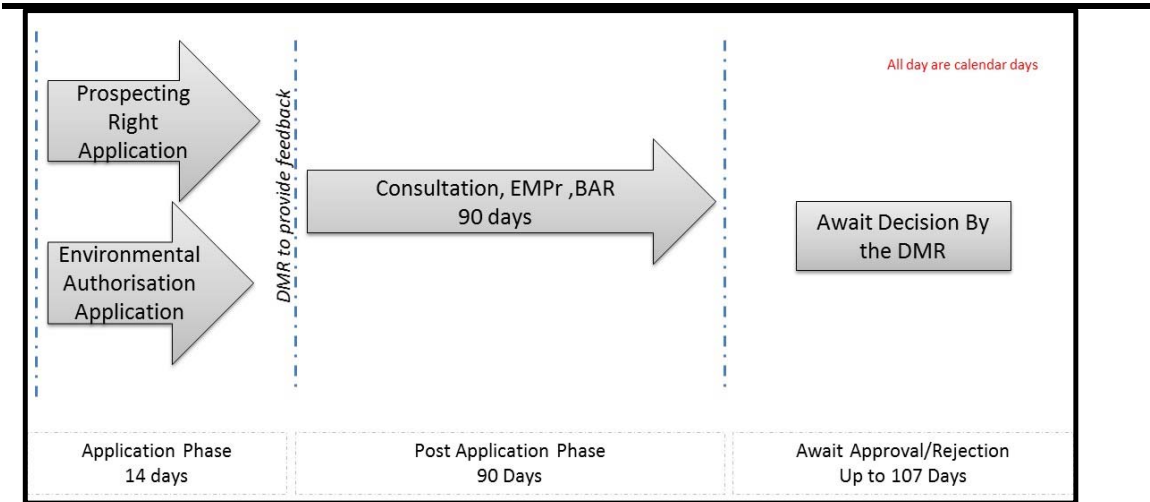 All day are calendar days
Prospecting
Right
Application
Environmental
Authorisation
Application
DMR to provide feedback
Consultation, EMPr ,BAR
90 days
Await Decision By
the DMR
Application Phase
14 days
Post Application Phase
90 Days
Await Approval/Rejection
Up to 107 Days